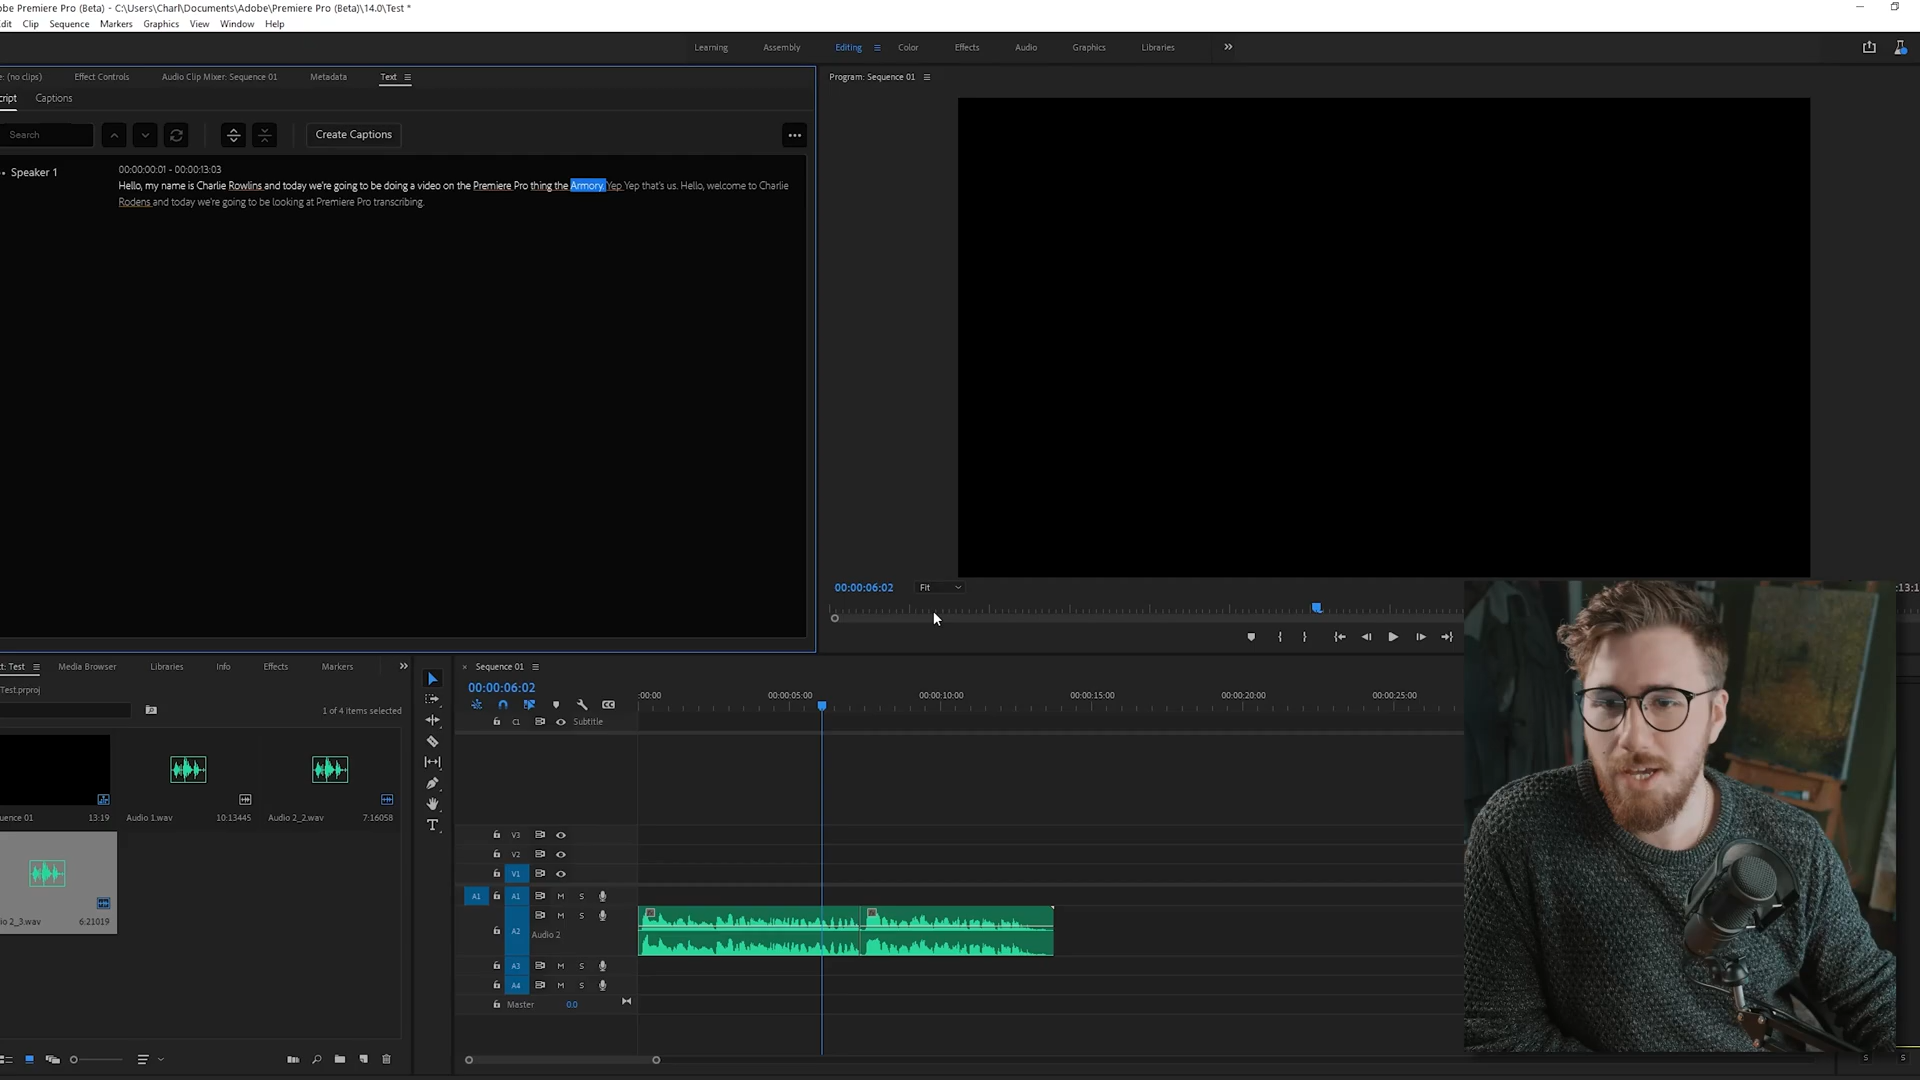 obe Premiere Pro (Beta) - C:\Users\Charl\Documents\Adobe\Premiere Pro (Beta)\14.0\Test *
Edit Clip Sequence Markers Graphics View Window Help
Learning Assembly Editing Color Effects Audio Graphics Libraries
: (no clips) Effect Controls Audio Clip Mixer: Sequence 01 Metadata Text
Program: Sequence 01
cript Captions
Search Create Captions
Speaker 1
00:00:00:01 - 00:00:13:03
Hello, my name is Charlie Rowlins and today we're going to be doing a video on the Premiere Pro thing the Armory. Yep Yep that's us. Hello, welcome to Charlie
Rodens and today we're going to be looking at Premiere Pro transcribing.
00:00:06:02 Fit
:13:1
t: Test Media Browser Libraries Info Effects Markers
Test.prproj
1 of 4 items selected
uence 01 13:19
Audio 1.wav 10:13445
Audio 2_2.wav 7:16058
io 2_3.wav 6:21019
Sequence 01
00:00:06:02
:00:00 00:00:05:00 00:00:10:00 00:00:15:00 00:00:20:00 00:00:25:00
C1 Subtitle
V3
V2
V1
A1 A1 M S
A2 M S
Audio 2
A3 M S
A4 M S
Master 0.0
S S